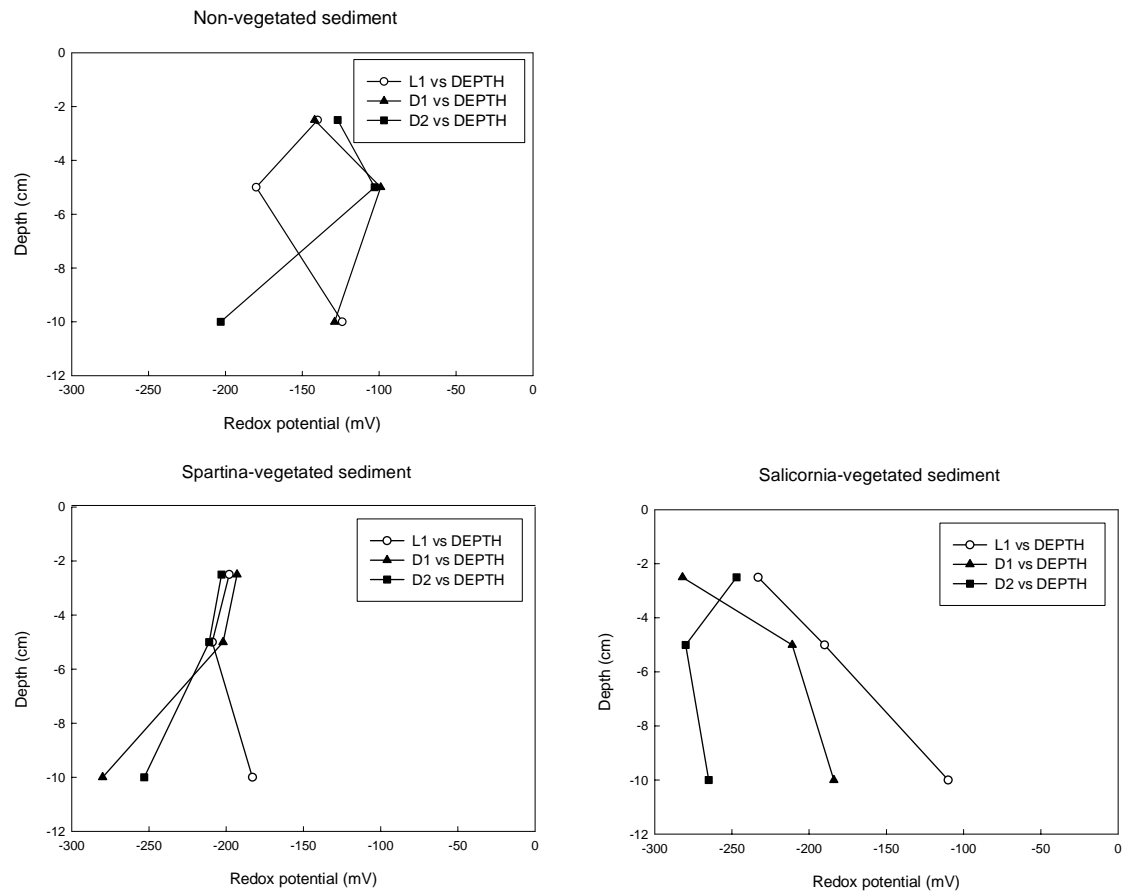 Non-vegetated sediment
0
-2
-4
-6
-8
-10
-12
Depth (cm)
L1 vs DEPTH
D1 vs DEPTH
D2 vs DEPTH
-300 -250 -200 -150 -100 -50 0
Redox potential (mV)
Spartina-vegetated sediment
0
-2
-4
-6
-8
-10
-12
Depth (cm)
L1 vs DEPTH
D1 vs DEPTH
D2 vs DEPTH
-300 -250 -200 -150 -100 -50 0
Redox potential (mV)
Salicornia-vegetated sediment
0
-2
-4
-6
-8
-10
-12
Depth (cm)
L1 vs DEPTH
D1 vs DEPTH
D2 vs DEPTH
-300 -250 -200 -150 -100 -50 0
Redox potential (mV)